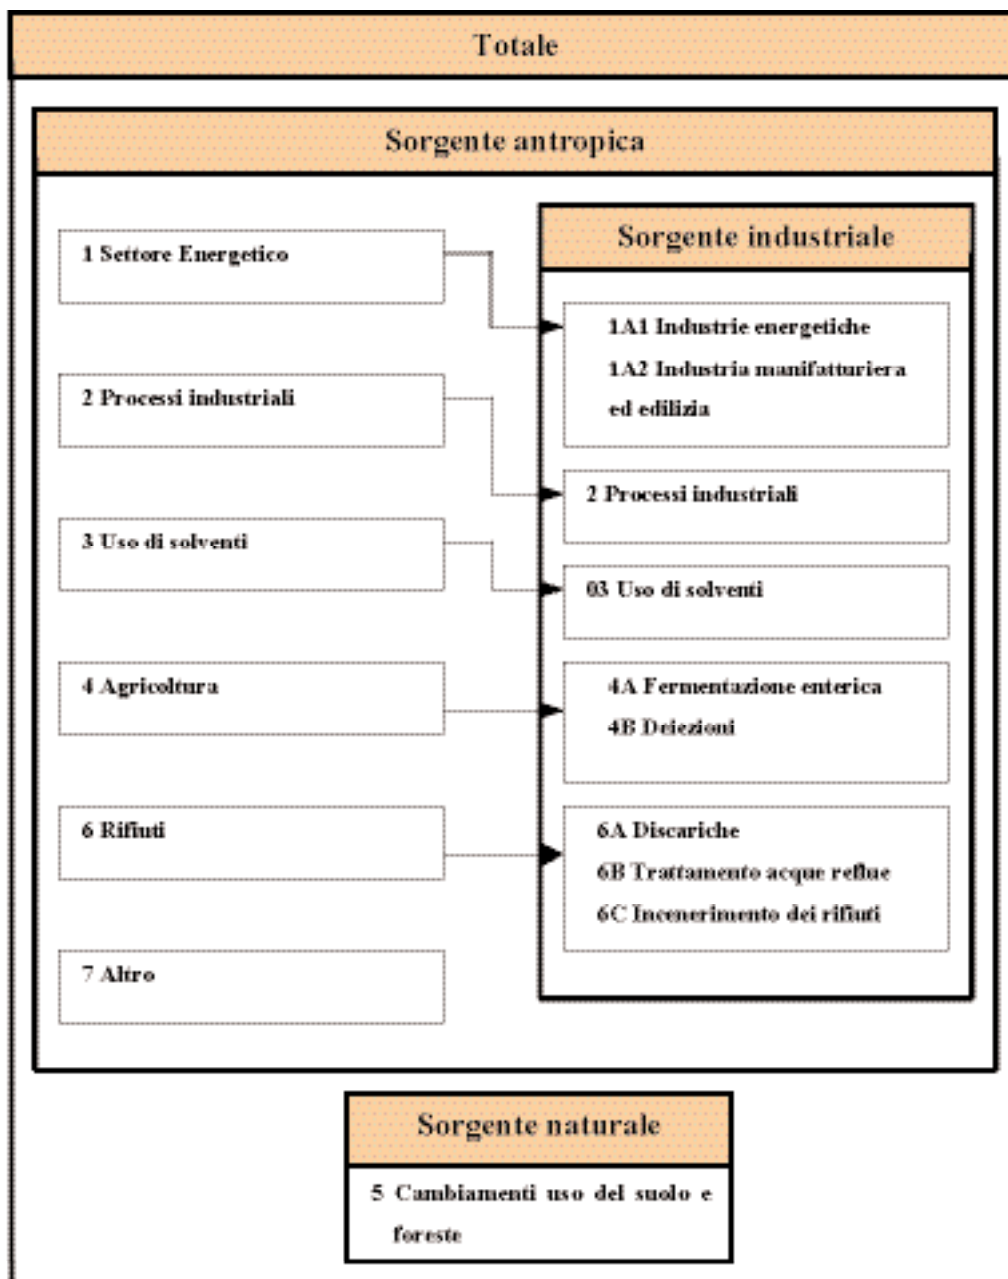 Totale
Sorgente antropica
1 Settore Energetico
2 Processi industriali
3 Uso di solventi
4 Agricoltura
6 Rifiuti
7 Altro
Sorgente industriale
1A1 Industrie energetiche
1A2 Industria manifatturiera
ed edilizia
2 Processi industriali
03 Uso di solventi
4A Fermentazione enterica
4B Deiezioni
6A Discariche
6B Trattamento acque reflue
6C Incenerimento dei rifiuti
Sorgente naturale
5 Cambiamenti uso del suolo e
foreste